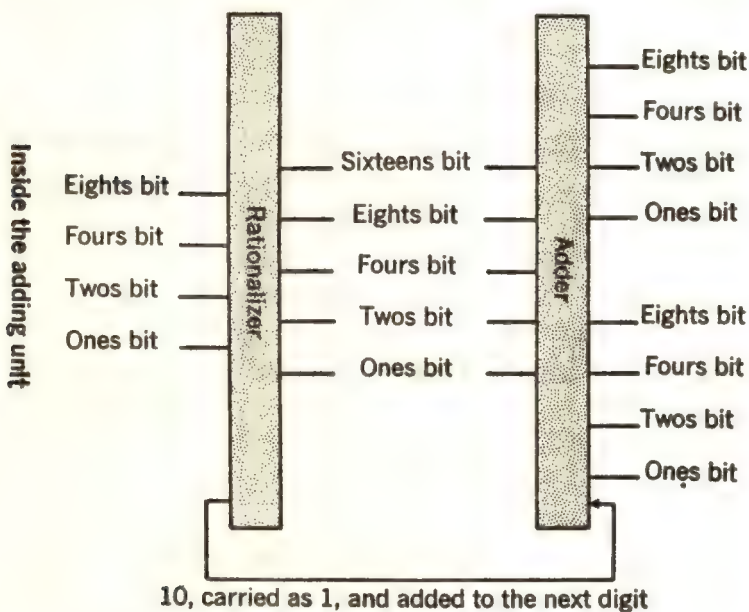 Inside the adding unit
Eights bit
Fours bit
Twos bit
Ones bit
Rationalizer
Sixteens bit
Eights bit
Fours bit
Twos bit
Ones bit
Adder
Eights bit
Fours bit
Twos bit
Ones bit
Eights bit
Fours bit
Twos bit
Ones bit
10, carried as 1, and added to the next digit